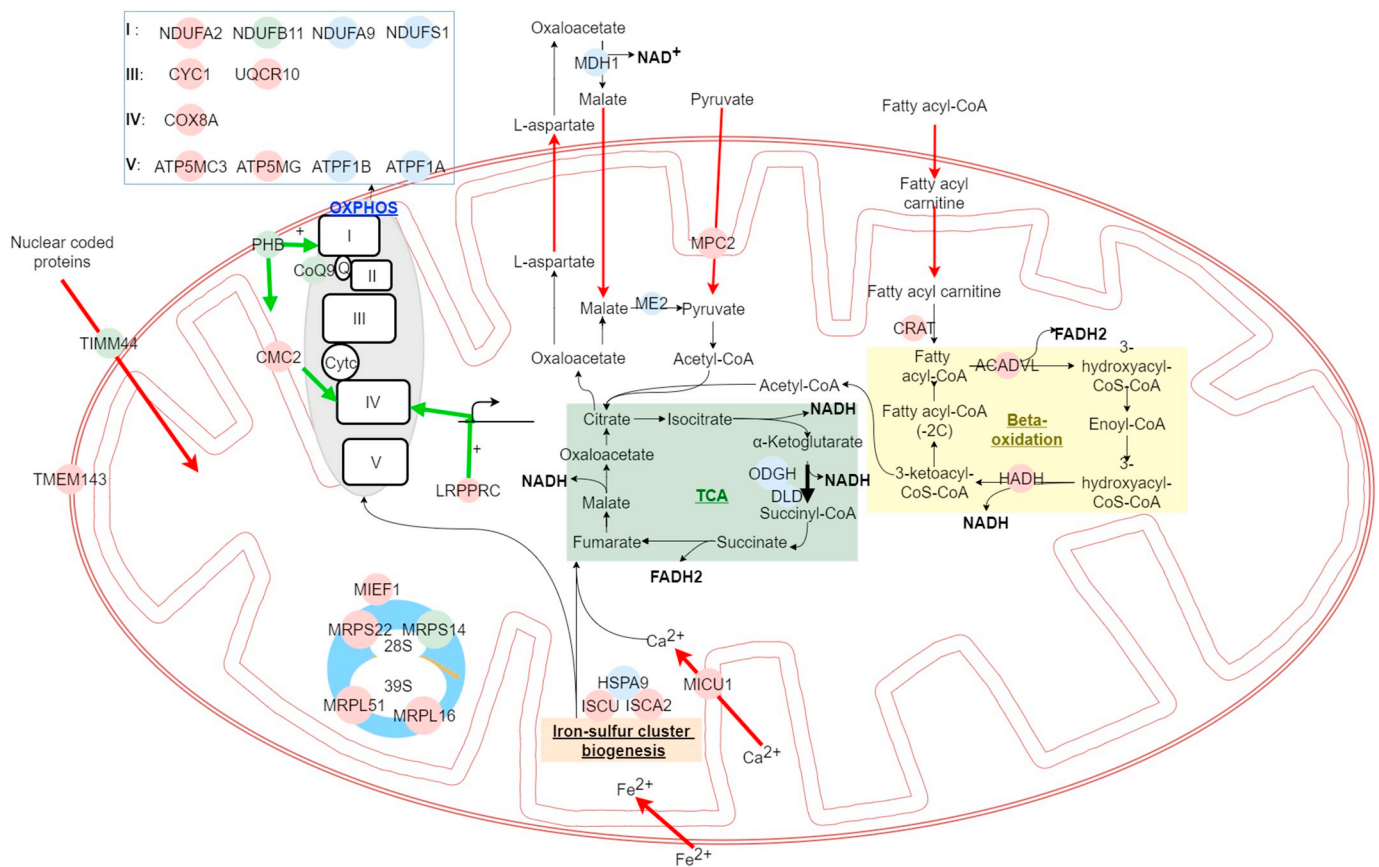 I : NDUFA2 NDUFB11 NDUFA9 NDUFS1
III: CYC1 UQCR10
IV: COX8A
V: ATP5MC3 ATP5MG ATPF1B ATPF1A
Oxaloacetate
MDH1
NAD+
Malate
L-aspartate
Pyruvate
Fatty acyl-CoA
Fatty acyl
carnitine
OXPHOS
Nuclear coded
proteins
PHB
+
I
CoQ9
Q
II
III
TIMM44
CMC2
Cytc
IV
V
TMEM143
LRPPRC
+
L-aspartate
Malate
ME2
Pyruvate
MPC2
Oxaloacetate
Acetyl-CoA
Fatty acyl carnitine
CRAT
Acetyl-CoA
Fatty
acyl-CoA
ACADVL
FADH2
3-
hydroxyacyl-
CoS-CoA
Fatty acyl-CoA
(-2C)
Beta-
oxidation
Enoyl-CoA
3-ketoacyl-
CoS-CoA
HADH
3-
hydroxyacyl-
CoS-CoA
NADH
Citrate
Isocitrate
NADH
α-Ketoglutarate
Oxaloacetate
ODGH
NADH
DLD
NADH
Malate
TCA
Succinyl-CoA
Fumarate
Succinate
FADH2
MIEF1
MRPS22
MRPS14
28S
39S
MRPL51
MRPL16
Ca2+
MICU1
HSPA9
ISCU ISCA2
Iron-sulfur cluster
biogenesis
Ca2+
Fe2+
Fe2+